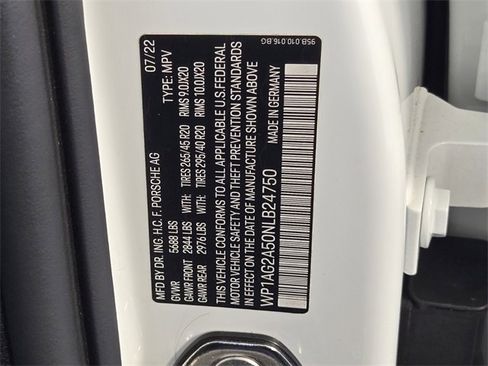 MFD BY DR. ING. H.C. F. PORSCHE AG 07/22
GVWR 5688 LBS TYPE: MPV
GAWR FRONT 2844 LBS WITH: TIRES 265/45 R20 RIMS 9.0JX20
GAWR REAR 2976 LBS WITH: TIRES 295/40 R20 RIMS 10.0JX20
THIS VEHICLE CONFORMS TO ALL APPLICABLE U.S.FEDERAL
MOTOR VEHICLE SAFETY AND THEFT PREVENTION STANDARDS
IN EFFECT ON THE DATE OF MANUFACTURE SHOWN ABOVE
WP1AG2A50NLB24750 MADE IN GERMANY
95B.010.016.BG